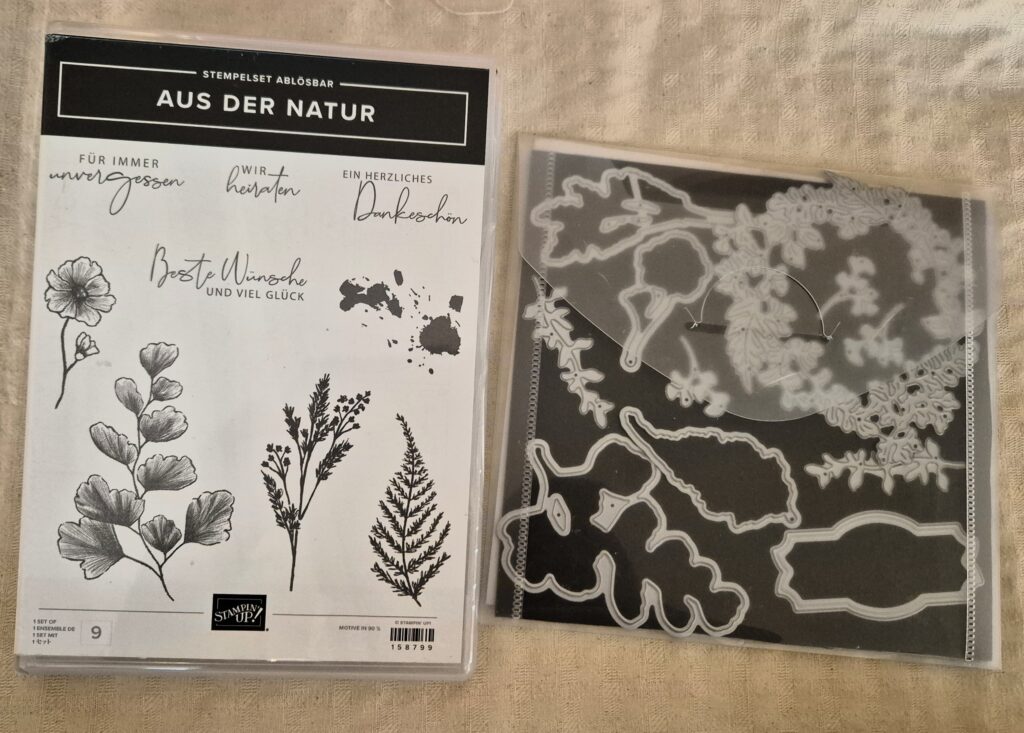 STEMPELSET ABLÖSBAR
AUS DER NATUR
FÜR IMMER
unvergessen
WIR
heiraten
EIN HERZLICHES
Dankeschön
Beste Wünsche
UND VIEL GLÜCK
1 SET OF
1 ENSEMBLE DE
1 SET MIT
1 セット
9
STAMPIN'
UP!
MOTIVE IN 90 %
© STAMPIN' UP!
158799